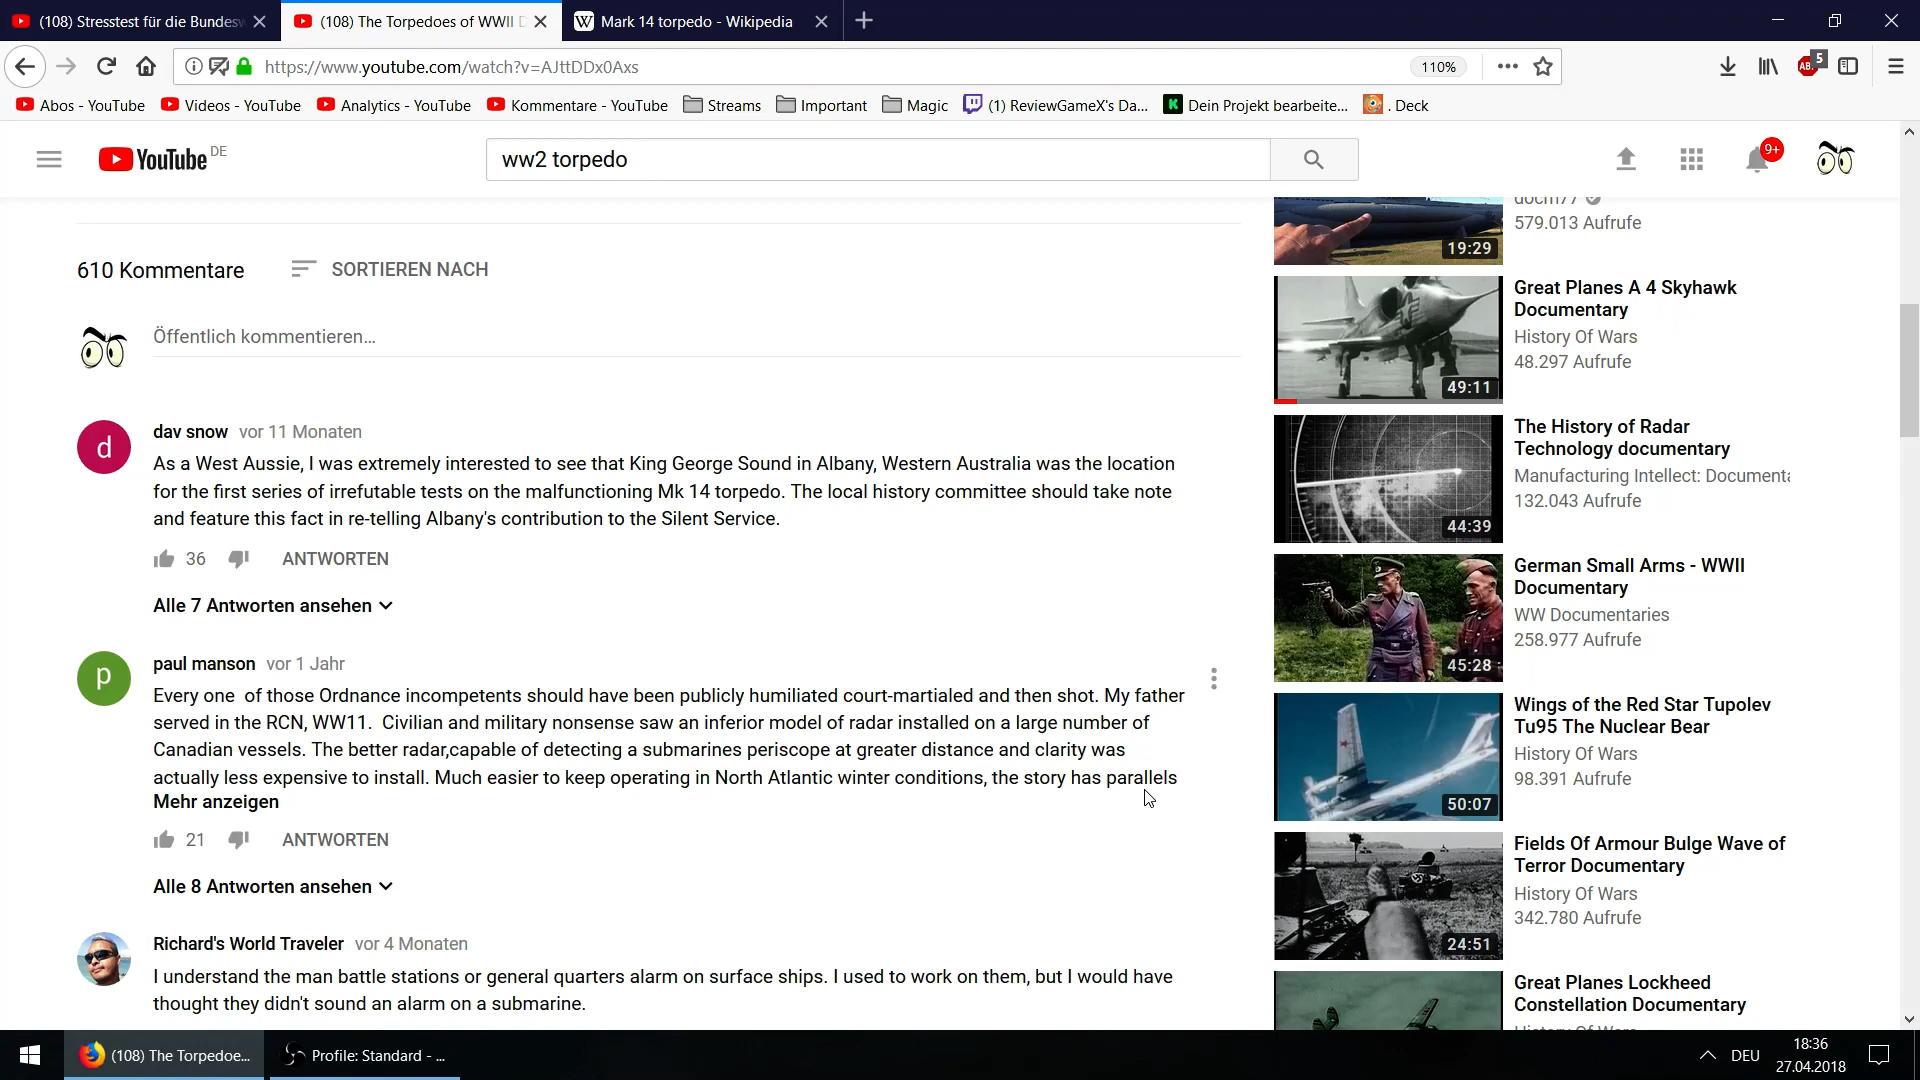 (108) Stresstest für die Bundesw
(108) The Torpedoes of WWII D
Mark 14 torpedo - Wikipedia
https://www.youtube.com/watch?v=AJttDDx0Axs
110%
5
Abos - YouTube
Videos - YouTube
Analytics - YouTube
Kommentare - YouTube
Streams
Important
Magic
(1) ReviewGameX's Da...
Dein Projekt bearbeite...
. Deck
YouTube DE
ww2 torpedo
9+
docm77
579.013 Aufrufe
19:29
610 Kommentare
SORTIEREN NACH
Öffentlich kommentieren...
dav snow vor 11 Monaten
As a West Aussie, I was extremely interested to see that King George Sound in Albany, Western Australia was the location
for the first series of irrefutable tests on the malfunctioning Mk 14 torpedo. The local history committee should take note
and feature this fact in re-telling Albany's contribution to the Silent Service.
36 ANTWORTEN
Alle 7 Antworten ansehen
paul manson vor 1 Jahr
Every one of those Ordnance incompetents should have been publicly humiliated court-martialed and then shot. My father
served in the RCN, WW11. Civilian and military nonsense saw an inferior model of radar installed on a large number of
Canadian vessels. The better radar,capable of detecting a submarines periscope at greater distance and clarity was
actually less expensive to install. Much easier to keep operating in North Atlantic winter conditions, the story has parallels
Mehr anzeigen
21 ANTWORTEN
Alle 8 Antworten ansehen
Richard's World Traveler vor 4 Monaten
I understand the man battle stations or general quarters alarm on surface ships. I used to work on them, but I would have
thought they didn't sound an alarm on a submarine.
Great Planes A 4 Skyhawk
Documentary
History Of Wars
48.297 Aufrufe
49:11
The History of Radar
Technology documentary
Manufacturing Intellect: Documenta
132.043 Aufrufe
44:39
German Small Arms - WWII
Documentary
WW Documentaries
258.977 Aufrufe
45:28
Wings of the Red Star Tupolev
Tu95 The Nuclear Bear
History Of Wars
98.391 Aufrufe
50:07
Fields Of Armour Bulge Wave of
Terror Documentary
History Of Wars
342.780 Aufrufe
24:51
Great Planes Lockheed
Constellation Documentary
History Of Wars
(108) The Torpedoe...
Profile: Standard - ...
DEU
18:36
27.04.2018